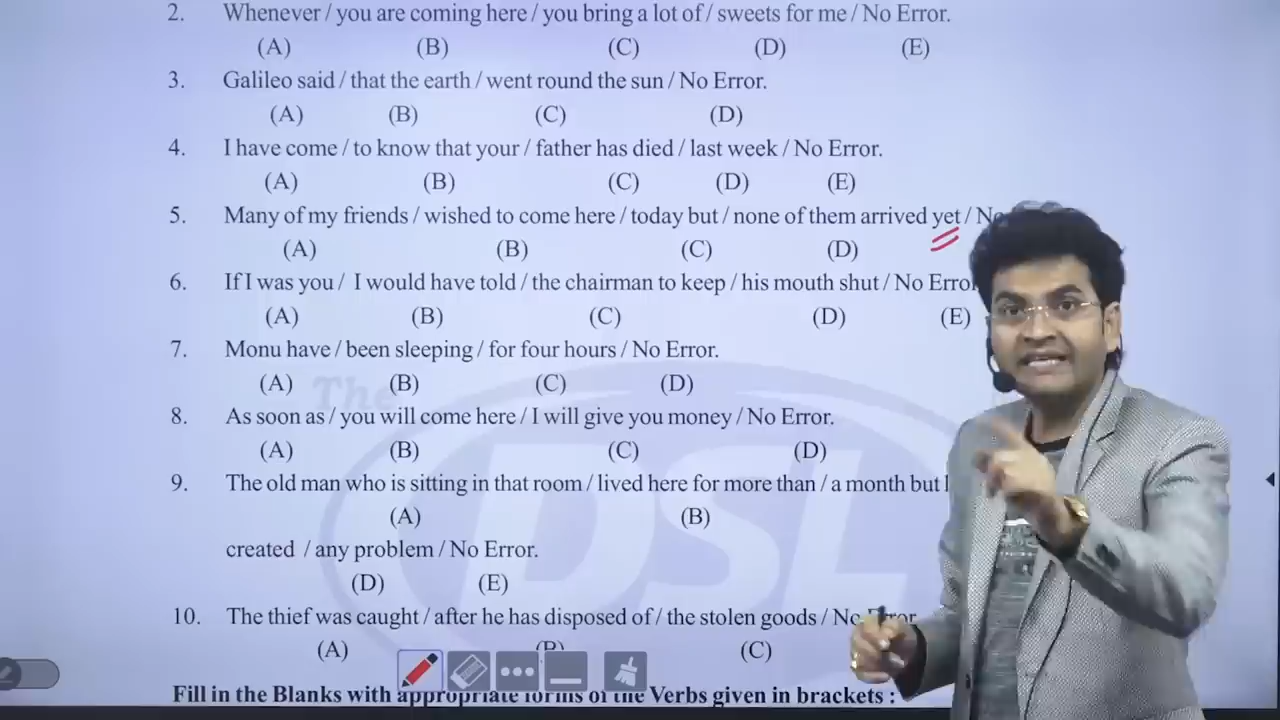 2. Whenever / you are coming here / you bring a lot of / sweets for me / No Error.
(A) (B) (C) (D) (E)
3. Galileo said / that the earth / went round the sun / No Error.
(A) (B) (C) (D)
4. I have come / to know that your / father has died / last week / No Error.
(A) (B) (C) (D) (E)
5. Many of my friends / wished to come here / today but / none of them arrived yet /
(A) (B) (C) (D)
6. If I was you / I would have told / the chairman to keep / his mouth shut / No Error
(A) (B) (C) (D) (E)
7. Monu have / been sleeping / for four hours / No Error.
(A) (B) (C) (D)
8. As soon as / you will come here / I will give you money / No Error.
(A) (B) (C) (D)
9. The old man who is sitting in that room / lived here for more than / a month but
(A) (B)
created / any problem / No Error.
(D) (E)
10. The thief was caught / after he has disposed of / the stolen goods / No Error
(A) (B) (C)
Fill in the Blanks with appropriate forms of the Verbs given in brackets :
The
DSL